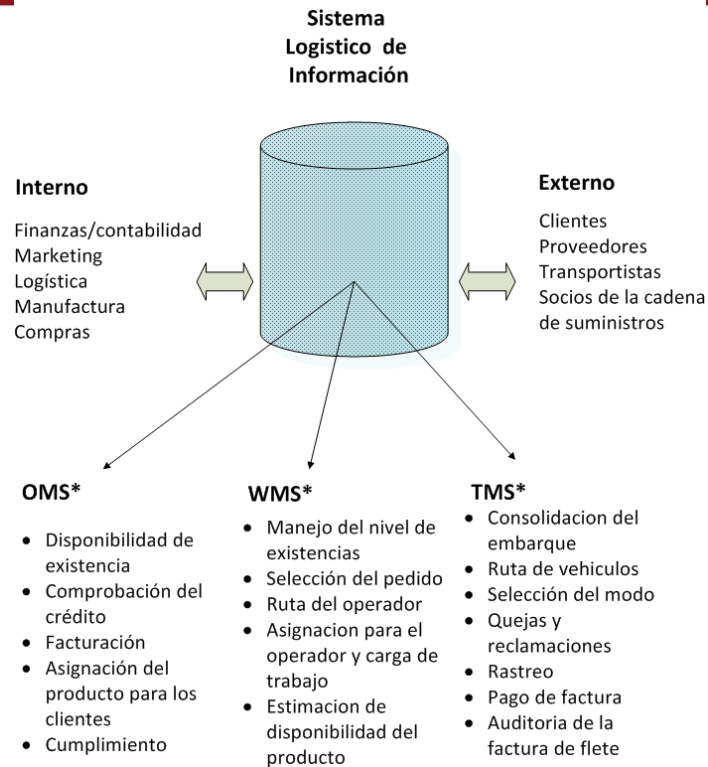 Sistema
Logistico de
Información
Interno
Finanzas/contabilidad
Marketing
Logística
Manufactura
Compras
Externo
Clientes
Proveedores
Transportistas
Socios de la cadena
de suministros
OMS*
• Disponibilidad de
existencia
• Comprobación del
crédito
• Facturación
• Asignación del
producto para los
clientes
• Cumplimiento
WMS*
• Manejo del nivel de
existencias
• Selección del pedido
• Ruta del operador
• Asignacion para el
operador y carga de
trabajo
• Estimacion de
disponibilidad del
producto
TMS*
• Consolidacion del
embarque
• Ruta de vehiculos
• Selección del modo
• Quejas y
reclamaciones
• Rastreo
• Pago de factura
• Auditoria de la
factura de flete